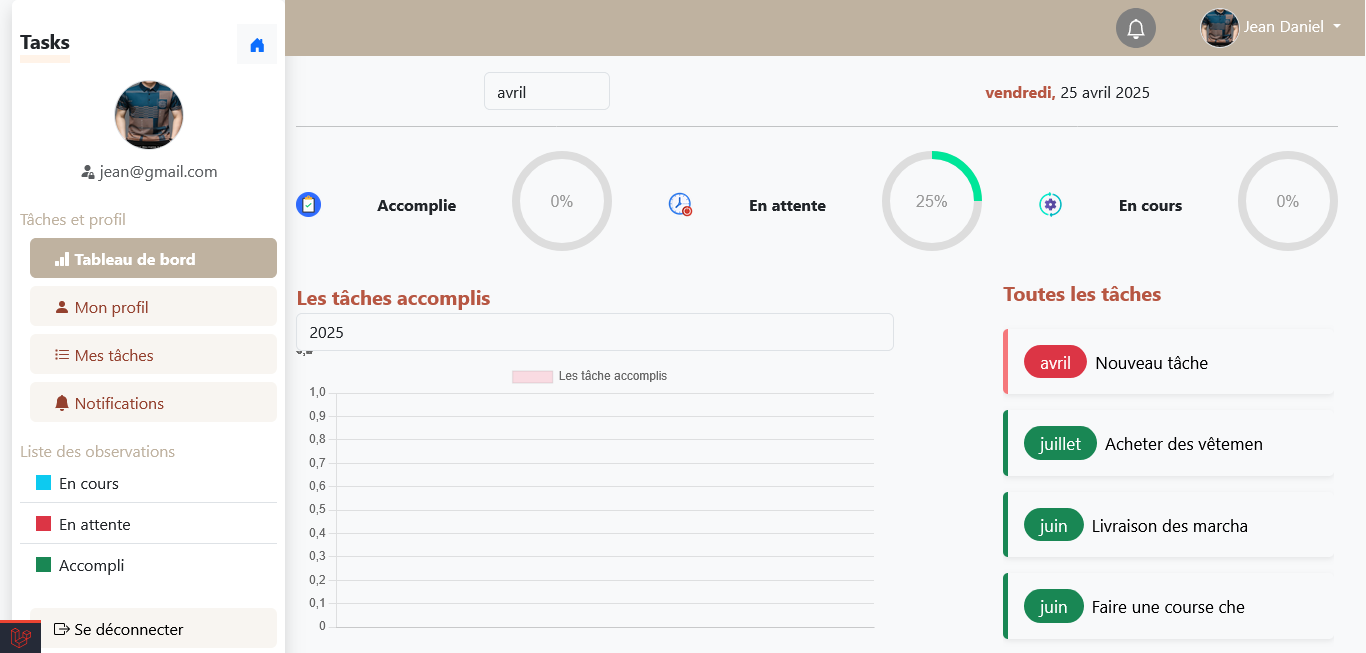 Tasks
jean@gmail.com
Tâches et profil
Tableau de bord
Mon profil
Mes tâches
Notifications
Liste des observations
En cours
En attente
Accompli
Se déconnecter
Jean Daniel
avril
vendredi, 25 avril 2025
Accomplie
0%
En attente
25%
En cours
0%
Les tâches accomplis
2025
Les tâche accomplis
1,0
0,9
0,8
0,7
0,6
0,5
0,4
0,3
0,2
0,1
0
Toutes les tâches
avril Nouveau tâche
juillet Acheter des vêtemen
juin Livraison des marcha
juin Faire une course che